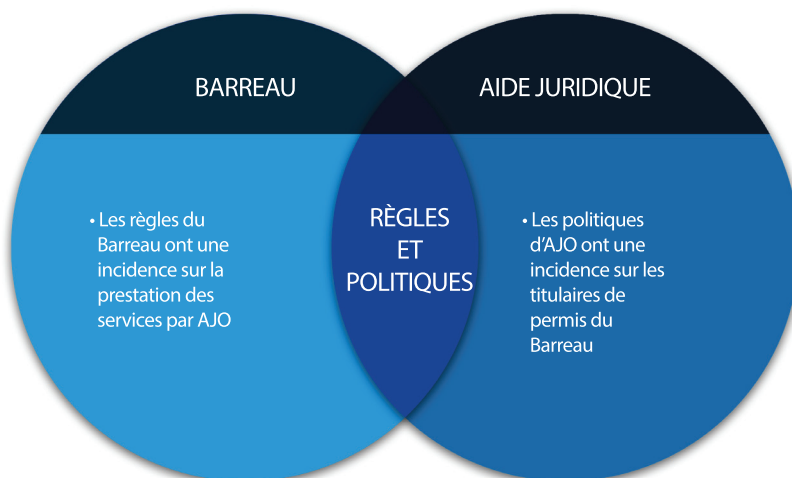 BARREAU
AIDE JURIDIQUE
• Les règles du
Barreau ont une
incidence sur la
prestation des
services par AJO
RÈGLES
ET
POLITIQUES
• Les politiques
d’AJO ont une
incidence sur les
titulaires de
permis du
Barreau